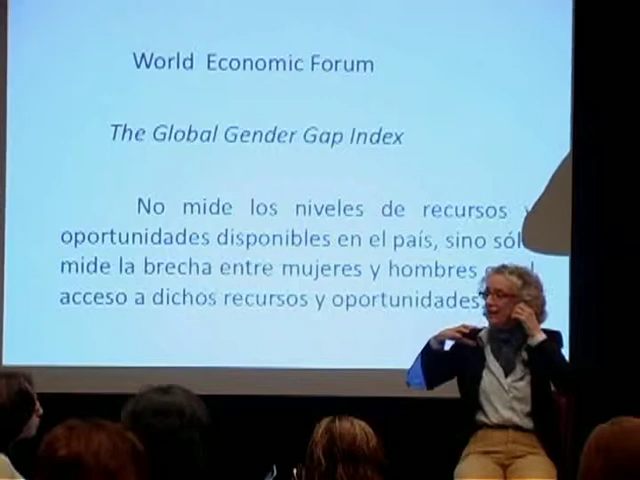 World Economic Forum
The Global Gender Gap Index
No mide los niveles de recursos
oportunidades disponibles en el país, sino
mide la brecha entre mujeres y hombres
acceso a dichos recursos y oportunidades